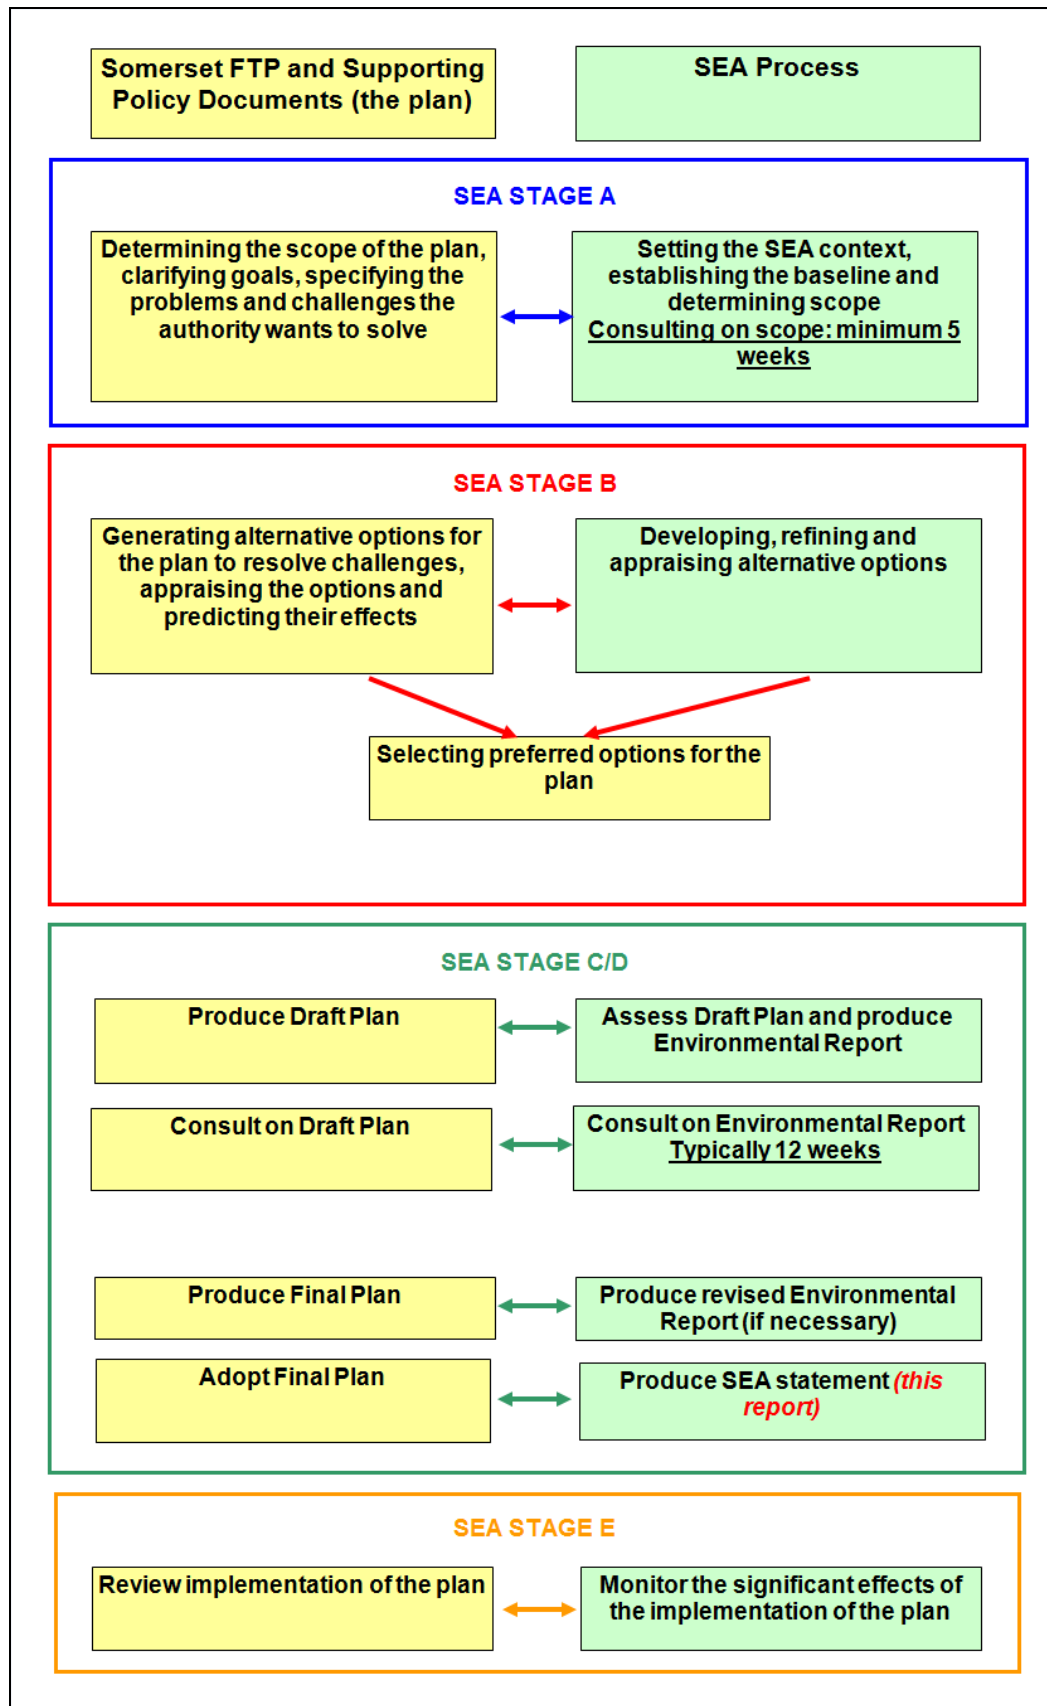 Somerset FTP and Supporting
Policy Documents (the plan)
SEA Process
SEA STAGE A
Determining the scope of the plan,
clarifying goals, specifying the
problems and challenges the
authority wants to solve
Setting the SEA context,
establishing the baseline and
determining scope
Consulting on scope: minimum 5
weeks
SEA STAGE B
Generating alternative options for
the plan to resolve challenges,
appraising the options and
predicting their effects
Developing, refining and
appraising alternative options
Selecting preferred options for the
plan
SEA STAGE C/D
Produce Draft Plan
Assess Draft Plan and produce
Environmental Report
Consult on Draft Plan
Consult on Environmental Report
Typically 12 weeks
Produce Final Plan
Produce revised Environmental
Report (if necessary)
Adopt Final Plan
Produce SEA statement (this
report)
SEA STAGE E
Review implementation of the plan
Monitor the significant effects of
the implementation of the plan